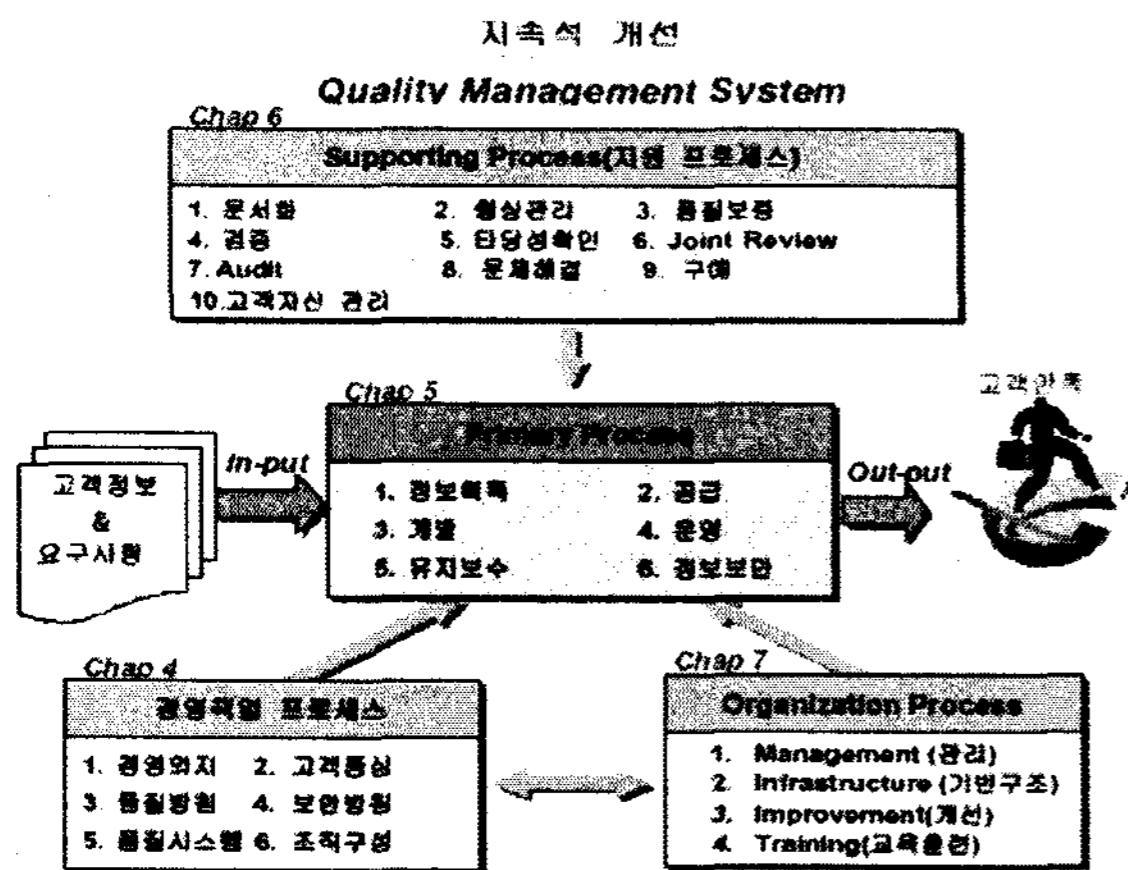 지속적 개선
Quality Management System
Chap 6
Supporting Process(지원 프로세스)
1. 문서화 2. 형상관리 3. 품질보증
4. 검증 5. 타당성확인 6. Joint Review
7. Audit 8. 문제해결 9. 구매
10.고객자산 관리
Chap 5
고객만족
Primary Process
고객정보
&
요구사항
In-put
1. 정보획득 2. 공급
3. 개발 4. 운영
5. 유지보수 6. 정보보안
Out-put
Chap 4
경영책임 프로세스
1. 경영의지 2. 고객중심
3. 품질방침 4. 보안방침
5. 품질시스템 6. 조직구성
Chap 7
Organization Process
1. Management (관리)
2. Infrastructure (기반구조)
3. Improvement(개선)
4. Training(교육훈련)